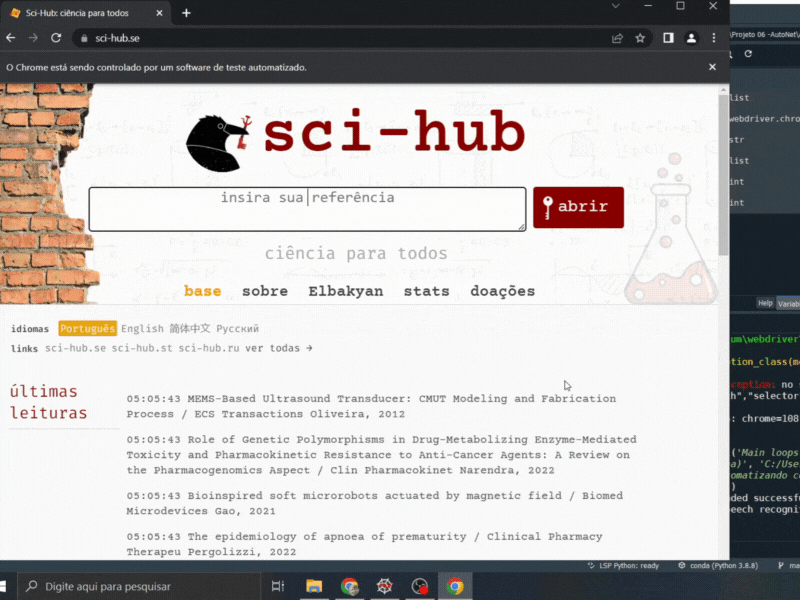 Sci-Hub: ciência para todos
sci-hub.se
\Projeto 06 -AutoNet\
O Chrome está sendo controlado por um software de teste automatizado.
list
webdriver.chro
str
list
int
int
sci-hub
insira sua referência
abrir
ciência para todos
base sobre Elbakyan stats doações
Help Variab
idiomas Português English 简体中文 Русский
links sci-hub.se sci-hub.st sci-hub.ru ver todas →
um\webdriver\
tion_class(m
eption: no
h","selector
: chrome=108
últimas
leituras
05:05:43 MEMS-Based Ultrasound Transducer: CMUT Modeling and Fabrication
Process / ECS Transactions Oliveira, 2012
05:05:43 Role of Genetic Polymorphisms in Drug-Metabolizing Enzyme-Mediated
Toxicity and Pharmacokinetic Resistance to Anti-Cancer Agents: A Review on
the Pharmacogenomics Aspect / Clin Pharmacokinet Narendra, 2022
05:05:43 Bioinspired soft microrobots actuated by magnetic field / Biomed
Microdevices Gao, 2021
05:05:43 The epidemiology of apnoea of prematurity / Clinical Pharmacy
Therapeu Pergolizzi, 2022
('Main loops
a)', 'C:/Use
omatizando c
)
ded successfu
eech recogni
LSP Python: ready conda (Python 3.8.8) ma
Digite aqui para pesquisar